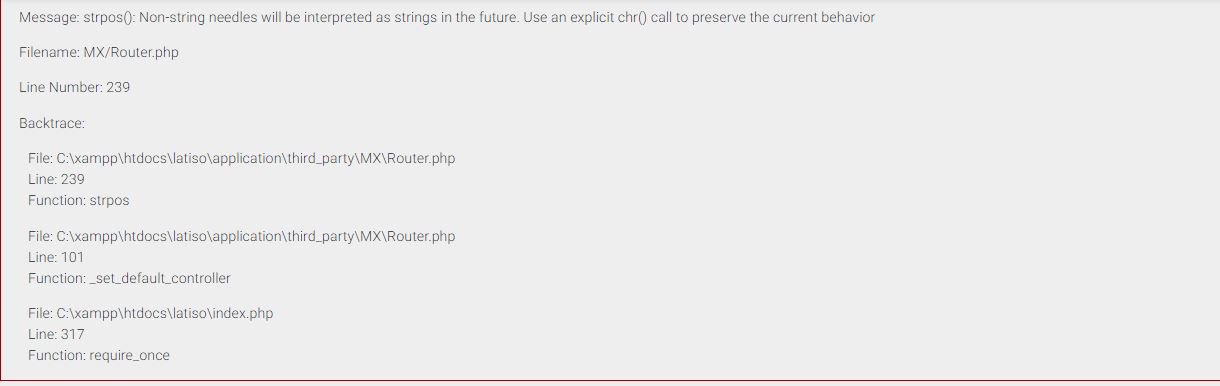 Message: strpos(): Non-string needles will be interpreted as strings in the future. Use an explicit chr() call to preserve the current behavior
Filename: MX/Router.php
Line Number: 239
Backtrace:
File: C:\xampp\htdocs\latiso\application\third_party\MX\Router.php
Line: 239
Function: strpos
File: C:\xampp\htdocs\latiso\application\third_party\MX\Router.php
Line: 101
Function: _set_default_controller
File: C:\xampp\htdocs\latiso\index.php
Line: 317
Function: require_once